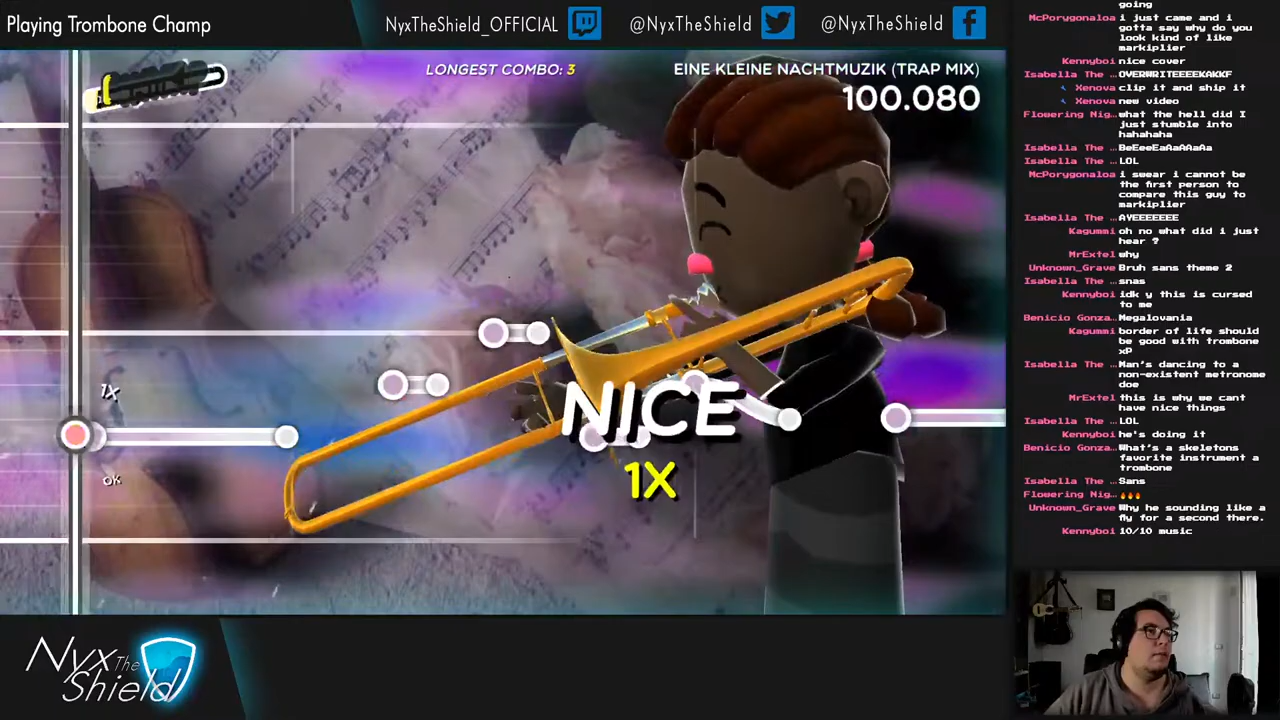 Playing Trombone Champ
NyxTheShield_OFFICIAL
@NyxTheShield
@NyxTheShield
LONGEST COMBO: 3
EINE KLEINE NACHTMUZIK (TRAP MIX)
100.080
1X
OK
NICE
1X
Nyx The
Shield
going
McPorygonaloa i just came and i
gotta say why do you
look kind of like
markiplier
Kennyboi nice cover
Isabella The … OVERWRITEEEEKAKKF
Xenova clip it and ship it
Xenova new video
Flowering Nig… what the hell did I
just stumble into
hahahaha
Isabella The … BeEeeEaAaAAaAa
Isabella The … LOL
McPorygonaloa i swear i cannot be
the first person to
compare this guy to
markiplier
Isabella The … AYEEEEEEE
Kagummi oh no what did i just
hear ?
MrExtel why
Unknown_Grave Bruh sans theme 2
Isabella The … snas
Kennyboi idk y this is cursed
to me
Benicio Gonza… Megalovania
Kagummi border of life should
be good with trombone
xP
Isabella The … Man's dancing to a
non-existent metronome
doe
MrExtel this is why we cant
have nice things
Isabella The … LOL
Kennyboi he's doing it
Benicio Gonza… What's a skeletons
favorite instrument a
trombone
Isabella The … Sans
Flowering Nig… 🔥🔥🔥
Unknown_Grave Why he sounding like a
fly for a second there.
Kennyboi 10/10 music